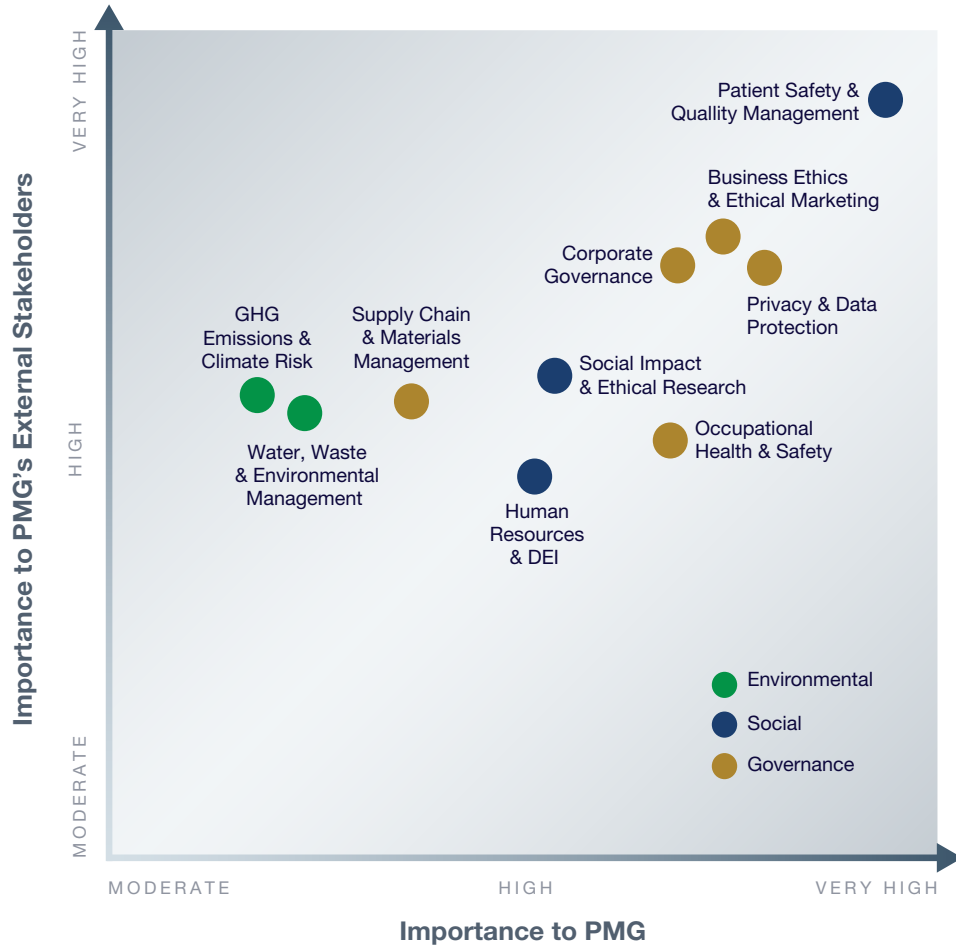 Importance to PMG's External Stakeholders
VERY HIGH
HIGH
MODERATE
Patient Safety &
Quallity Management
Business Ethics
& Ethical Marketing
Corporate
Governance
Privacy & Data
Protection
GHG
Emissions &
Climate Risk
Supply Chain
& Materials
Management
Social Impact
& Ethical Research
Water, Waste
& Environmental
Management
Occupational
Health & Safety
Human
Resources
& DEI
Environmental
Social
Governance
MODERATE
HIGH
VERY HIGH
Importance to PMG